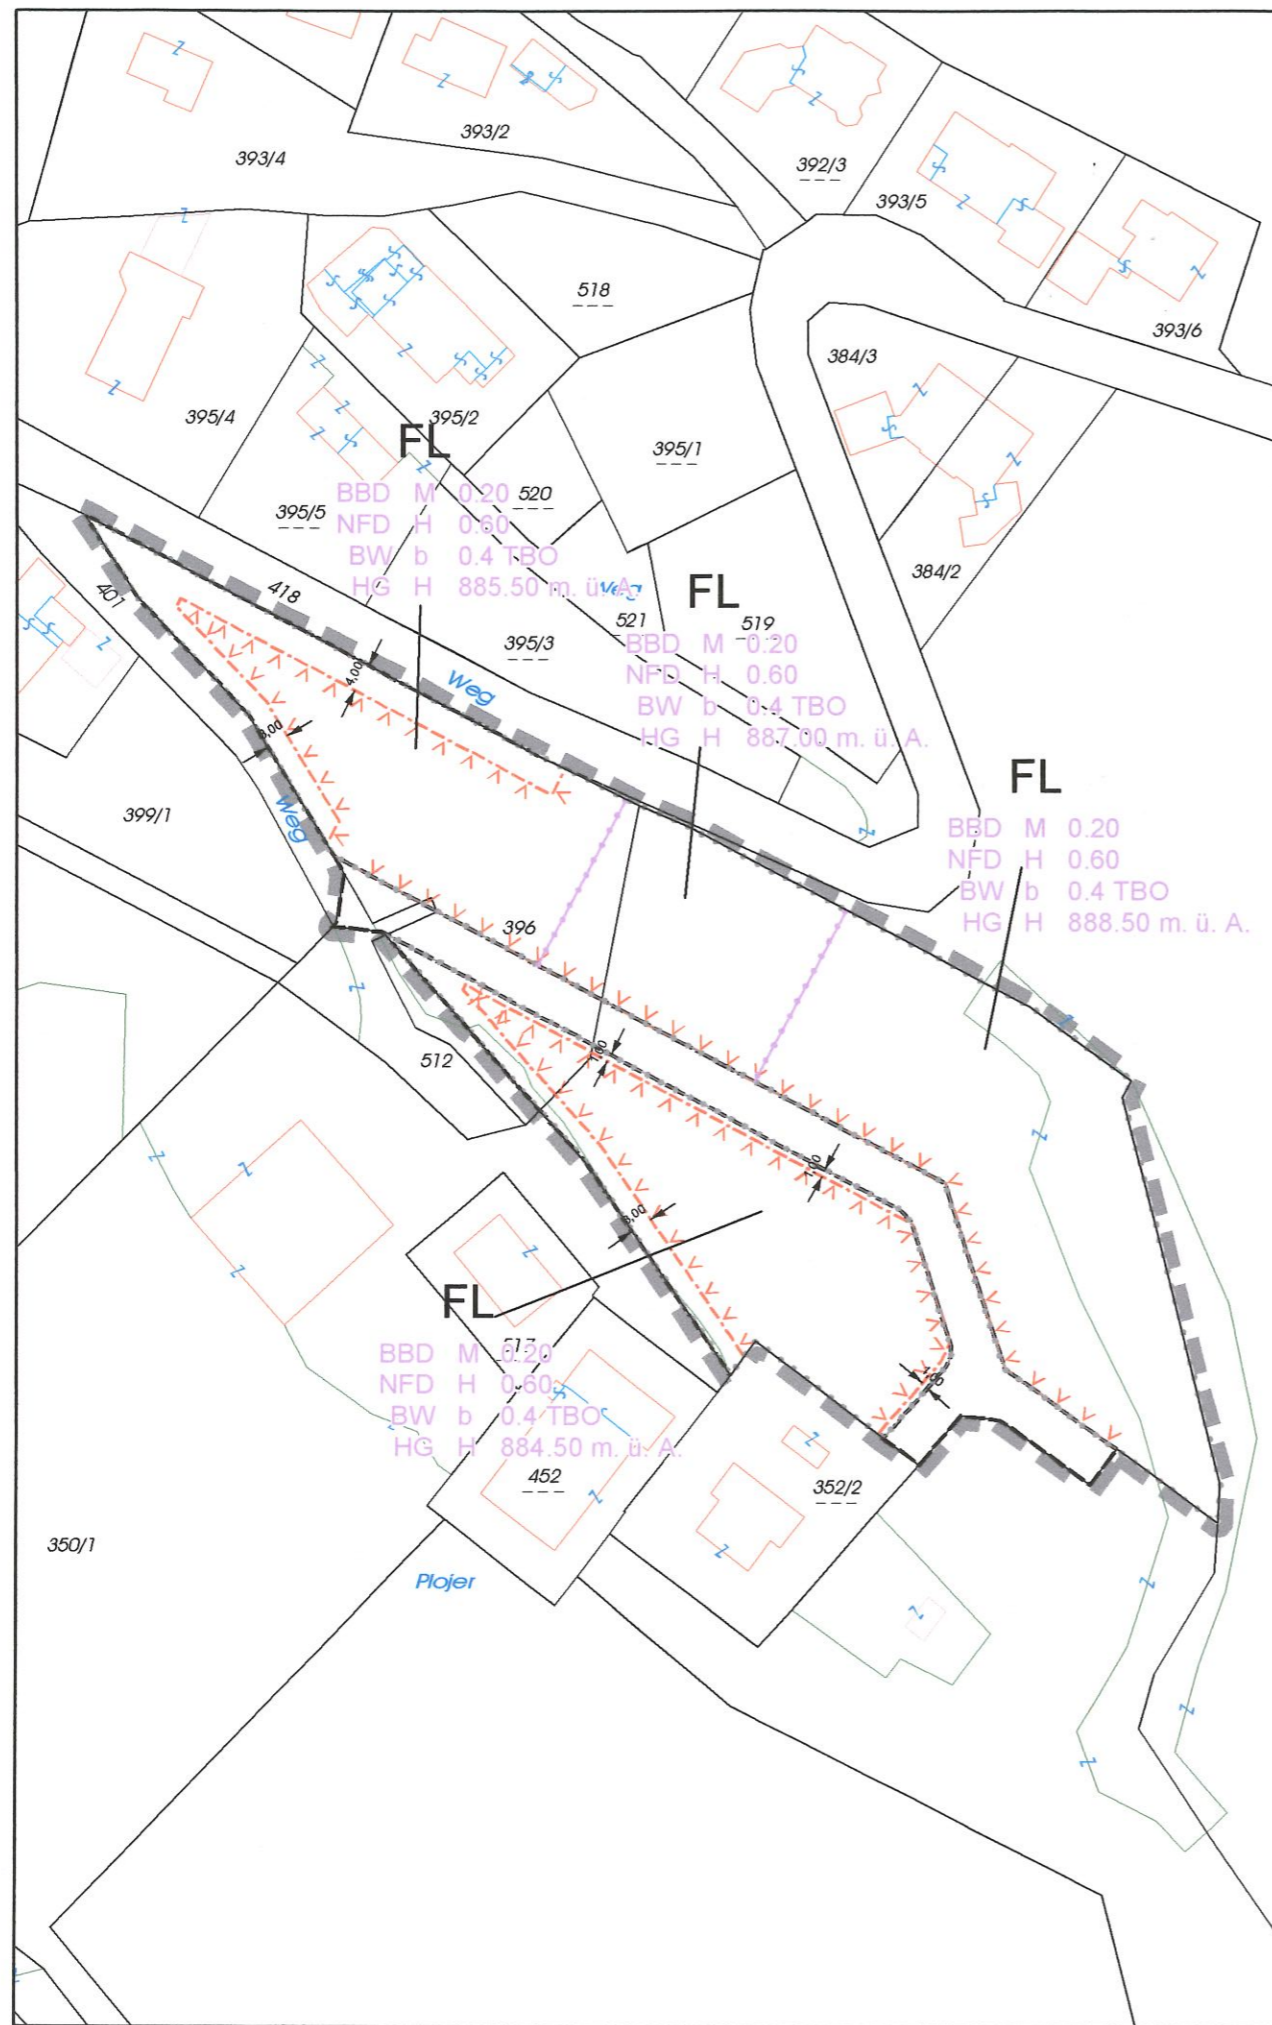 393/2
393/4
392/3
393/5
393/6
518
384/3
395/4
395/2
395/1
FL
BBD M 0.20
NFD H 0.60
BW b 0.4 TBO
HG H 885.50 m. ü. A.
520
395/5
384/2
401
418
Weg
521
519
FL
BBD M 0.20
NFD H 0.60
BW b 0.4 TBO
HG H 887.00 m. ü. A.
395/3
Weg
4,00
FL
BBD M 0.20
NFD H 0.60
BW b 0.4 TBO
HG H 888.50 m. ü. A.
399/1
Weg
396
512
1,00
1,00
FL
BBD M 0.20
NFD H 0.60
BW b 0.4 TBO
HG H 884.50 m. ü. A.
517
452
352/2
350/1
Plojer